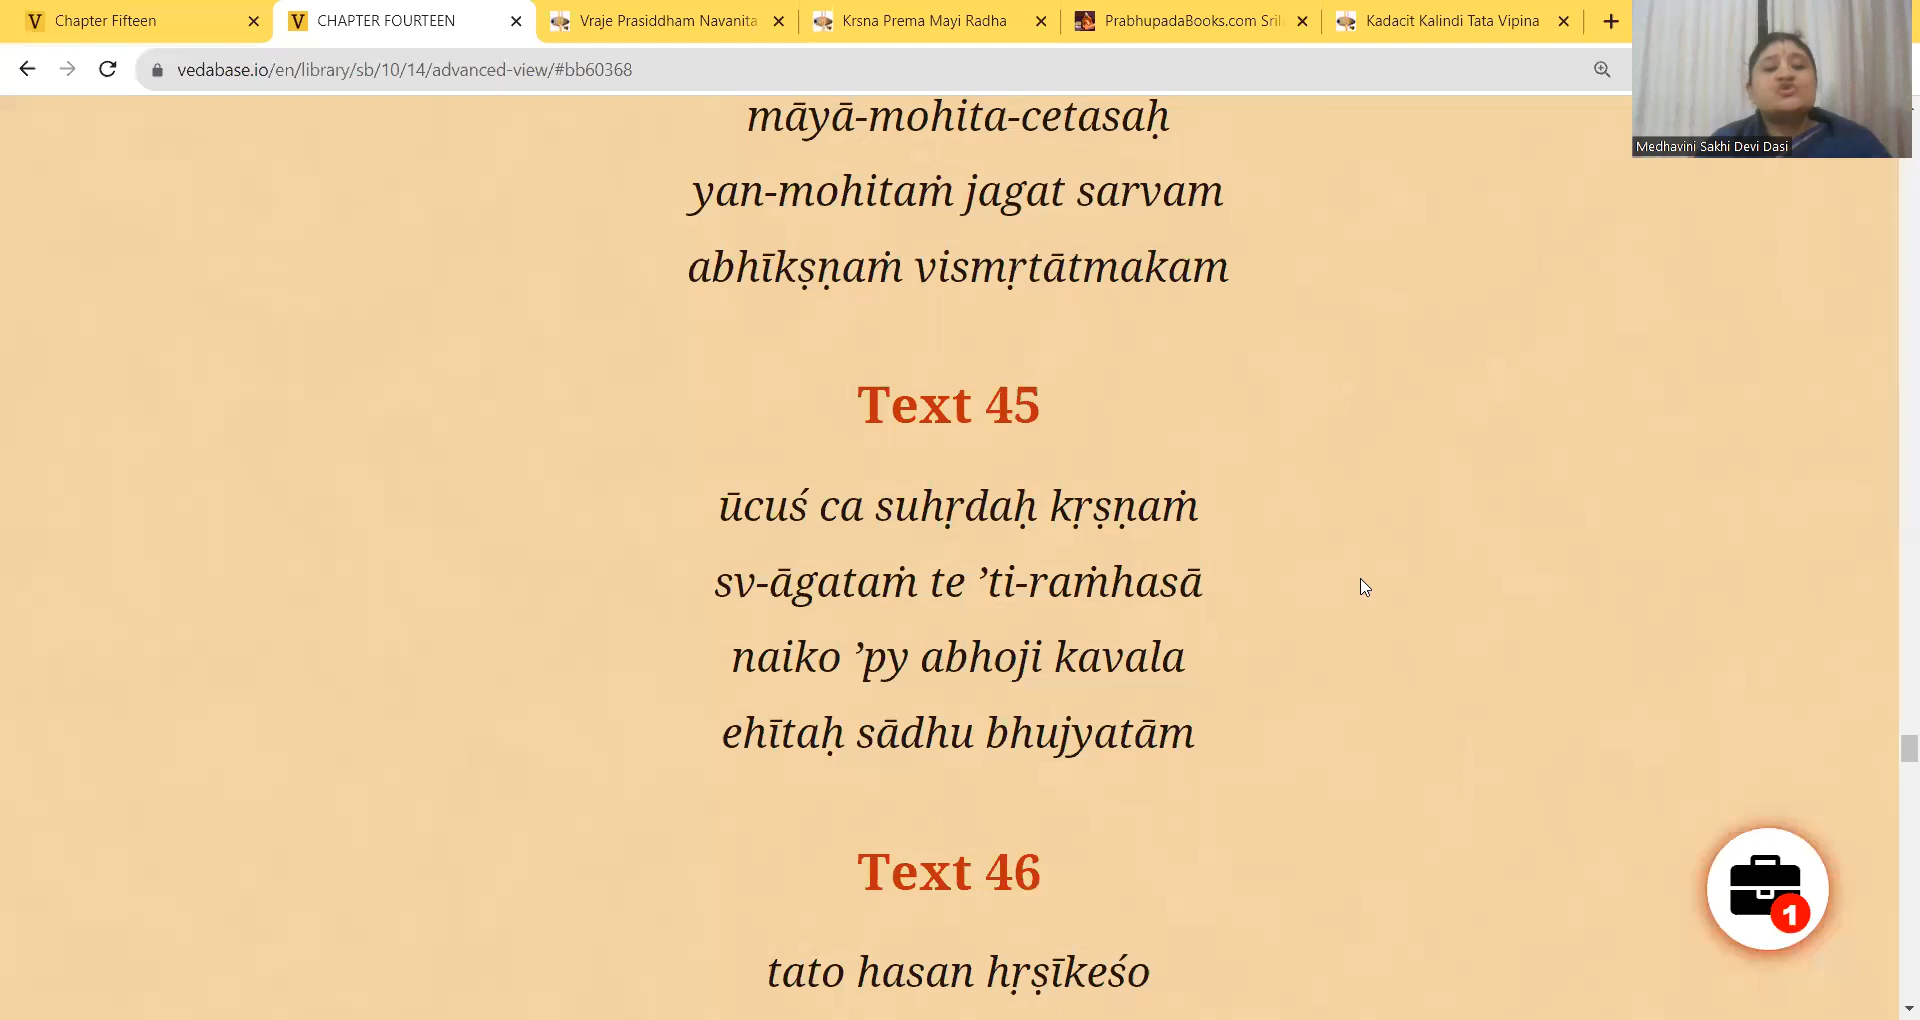 Chapter Fifteen
CHAPTER FOURTEEN
Vraje Prasiddham Navanita
Krsna Prema Mayi Radha
PrabhupadaBooks.com Sril
Kadacit Kalindi Tata Vipina
vedabase.io/en/library/sb/10/14/advanced-view/#bb60368
Medhavini Sakhi Devi Dasi
māyā-mohita-cetasaḥ
yan-mohitaṁ jagat sarvam
abhīkṣṇaṁ vismṛtātmakam
Text 45
ūcuś ca suhṛdaḥ kṛṣṇaṁ
sv-āgataṁ te ’ti-raṁhasā
naiko ’py abhoji kavala
ehītaḥ sādhu bhujyatām
Text 46
tato hasan hṛṣīkeśo
1